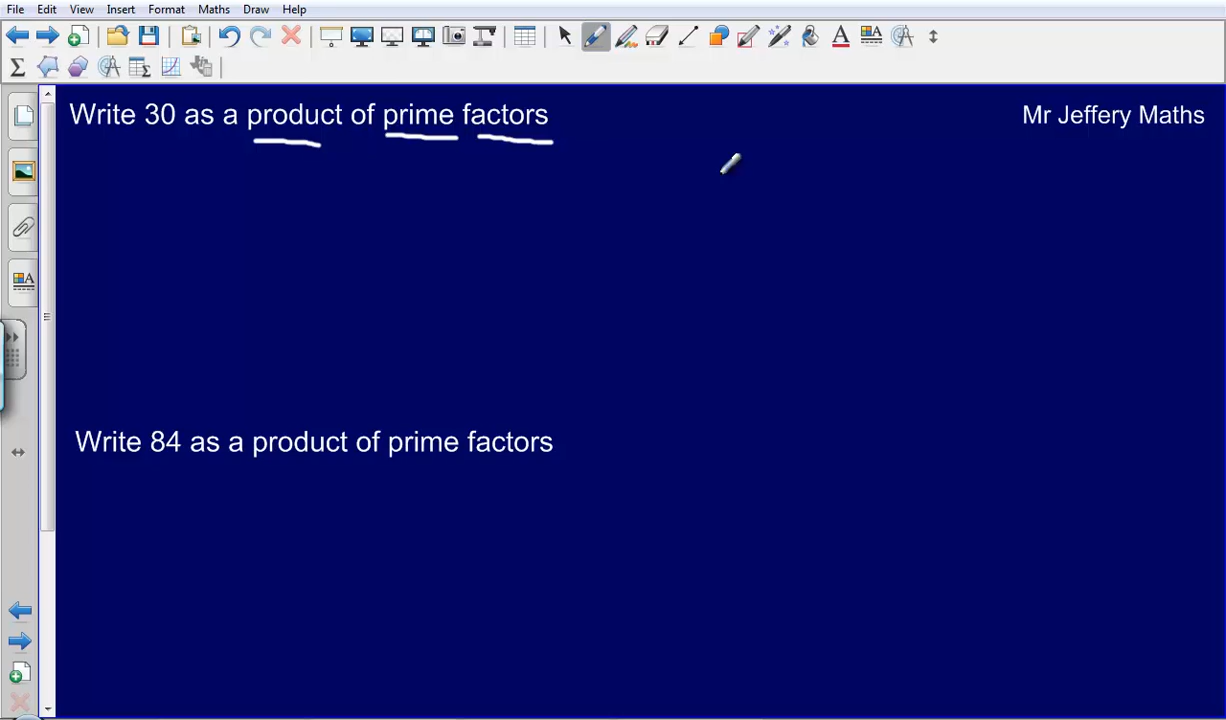 File Edit View Insert Format Maths Draw Help
Write 30 as a product of prime factors
Mr Jeffery Maths
Write 84 as a product of prime factors